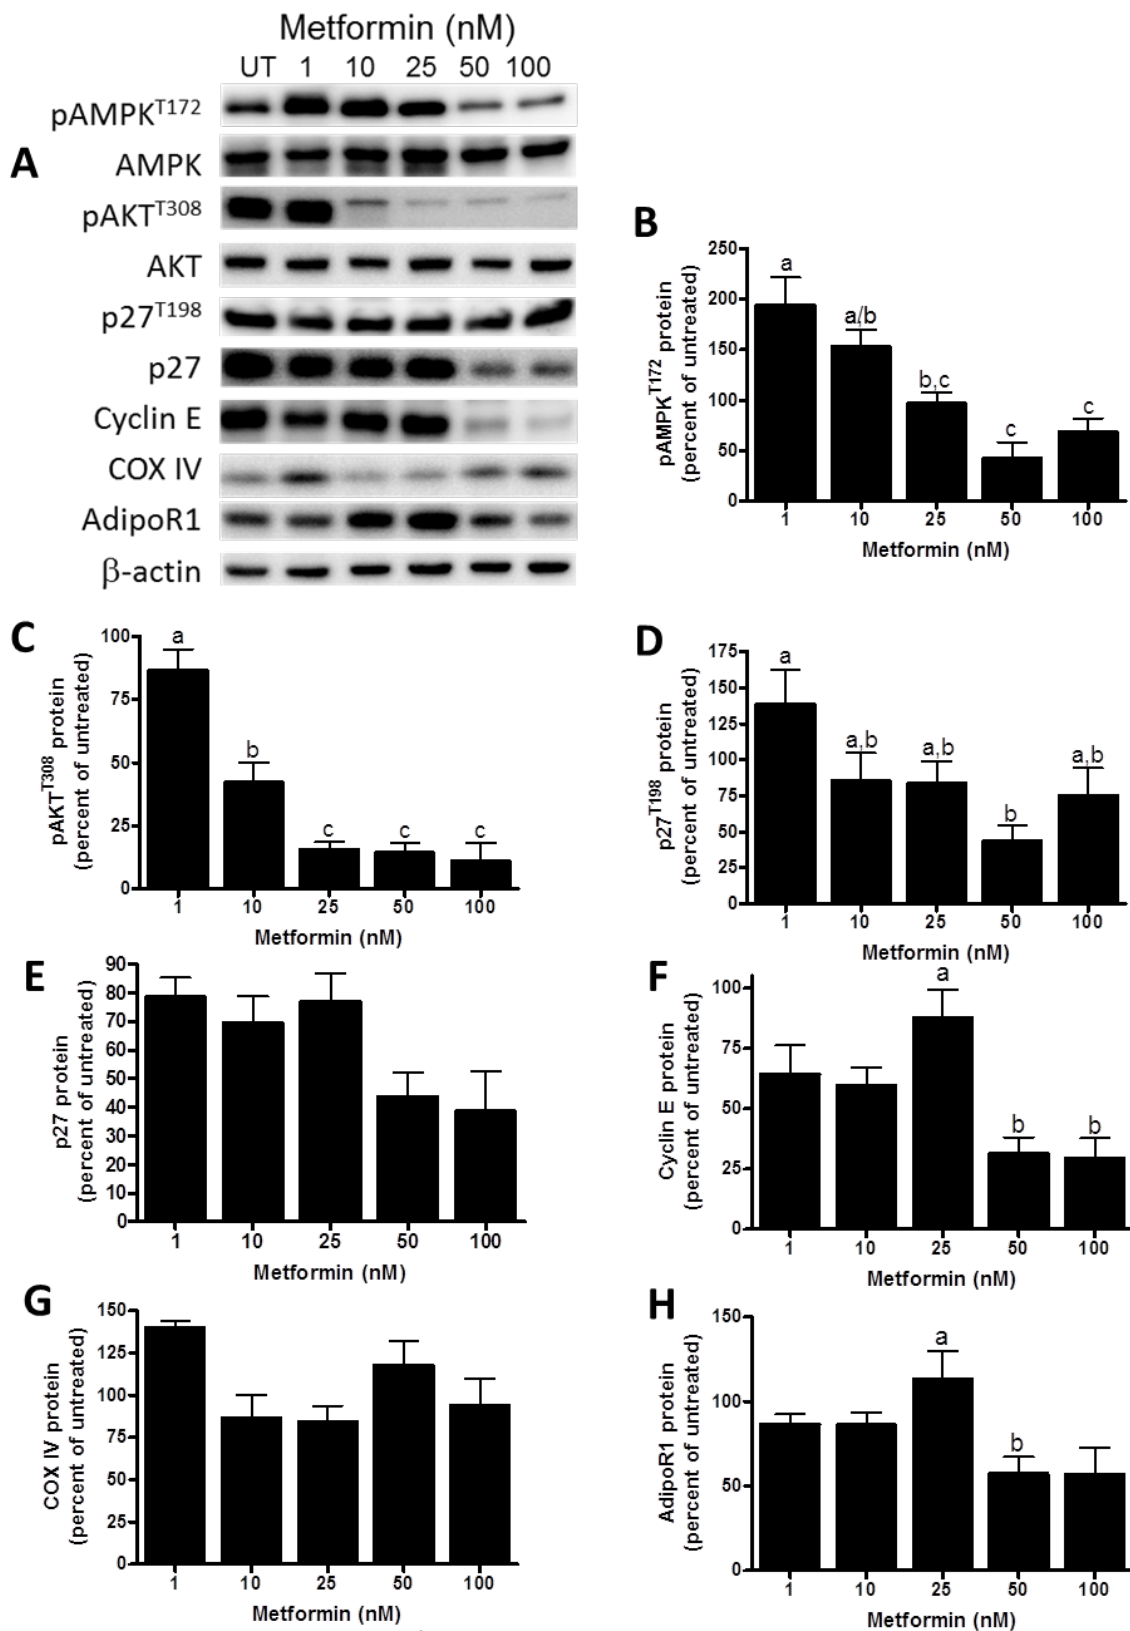 Metformin (nM)
UT 1 10 25 50 100
A
pAMPK^T172
AMPK
pAKT^T308
AKT
p27^T198
p27
Cyclin E
COX IV
AdipoR1
β-actin
B
pAMPK^T172 protein
(percent of untreated)
250
200
150
100
50
0
a
a/b
b,c
c
c
1 10 25 50 100
Metformin (nM)
C
pAKT^T308 protein
(percent of untreated)
100
75
50
25
0
a
b
c
c
c
1 10 25 50 100
Metformin (nM)
D
p27^T198 protein
(percent of untreated)
175
150
125
100
75
50
25
0
a
a,b
a,b
b
a,b
1 10 25 50 100
Metformin (nM)
E
p27 protein
(percent of untreated)
90
80
70
60
50
40
30
20
10
0
1 10 25 50 100
Metformin (nM)
F
Cyclin E protein
(percent of untreated)
100
75
50
25
0
a
b
b
1 10 25 50 100
Metformin (nM)
G
COX IV protein
(percent of untreated)
150
125
100
75
50
25
0
1 10 25 50 100
Metformin (nM)
H
AdipoR1 protein
(percent of untreated)
150
100
50
0
a
b
1 10 25 50 100
Metformin (nM)